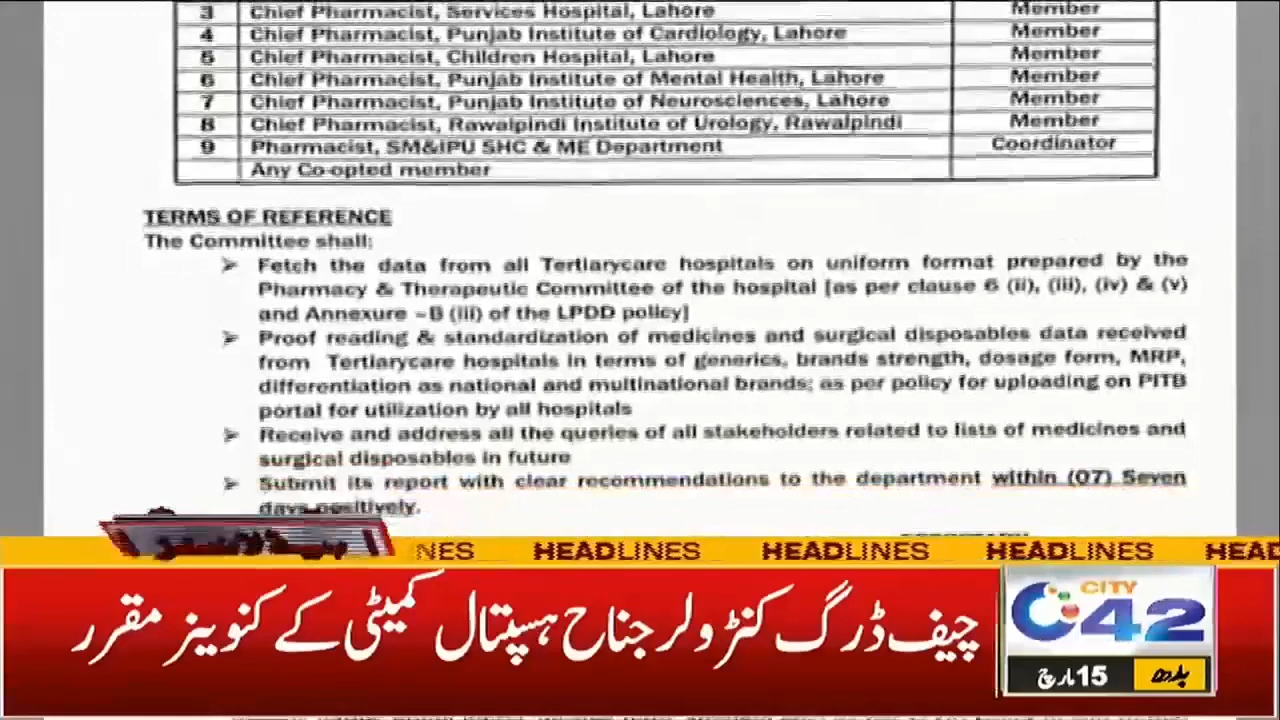 3 Chief Pharmacist, Services Hospital, Lahore Member
4 Chief Pharmacist, Punjab Institute of Cardiology, Lahore Member
5 Chief Pharmacist, Children Hospital, Lahore Member
6 Chief Pharmacist, Punjab Institute of Mental Health, Lahore Member
7 Chief Pharmacist, Punjab Institute of Neurosciences, Lahore Member
8 Chief Pharmacist, Rawalpindi Institute of Urology, Rawalpindi Member
9 Pharmacist, SM&IPU SHC & ME Department Coordinator
Any Co-opted member
TERMS OF REFERENCE
The Committee shall:
➢ Fetch the data from all Tertiarycare hospitals on uniform format prepared by the
Pharmacy & Therapeutic Committee of the hospital [as per clause 6 (ii), (iii), (iv) & (v)
and Annexure –B (iii) of the LPDD policy]
➢ Proof reading & standardization of medicines and surgical disposables data received
from Tertiarycare hospitals in terms of generics, brands strength, dosage form, MRP,
differentiation as national and multinational brands; as per policy for uploading on PITB
portal for utilization by all hospitals
➢ Receive and address all the queries of all stakeholders related to lists of medicines and
surgical disposables in future
➢ Submit its report with clear recommendations to the department within (07) Seven
days positively.
NES HEADLINES HEADLINES HEADLINES HEA
چیف ڈرگ کنٹرولر جناح ہسپتال کمیٹی کے کنوینر مقرر
CITY
42
بدھ 15 مارچ